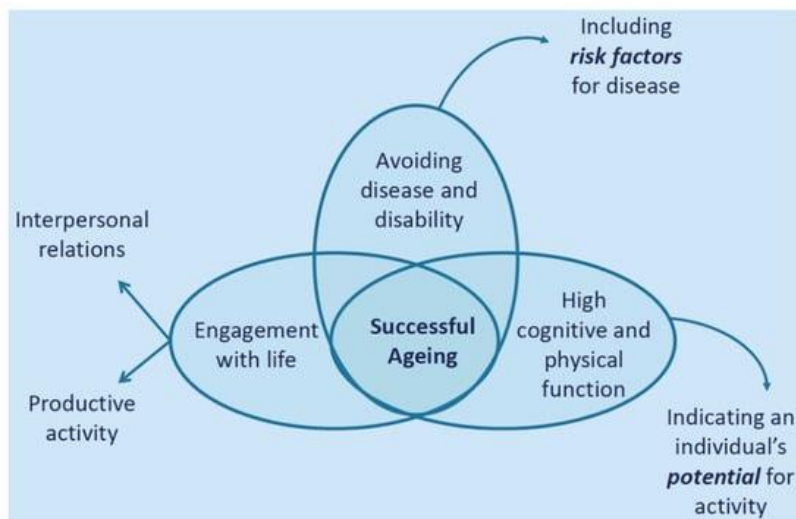 Including
risk factors
for disease
Avoiding
disease and
disability
Interpersonal
relations
Engagement
with life
Successful
Ageing
High
cognitive and
physical
function
Productive
activity
Indicating an
individual's
potential for
activity